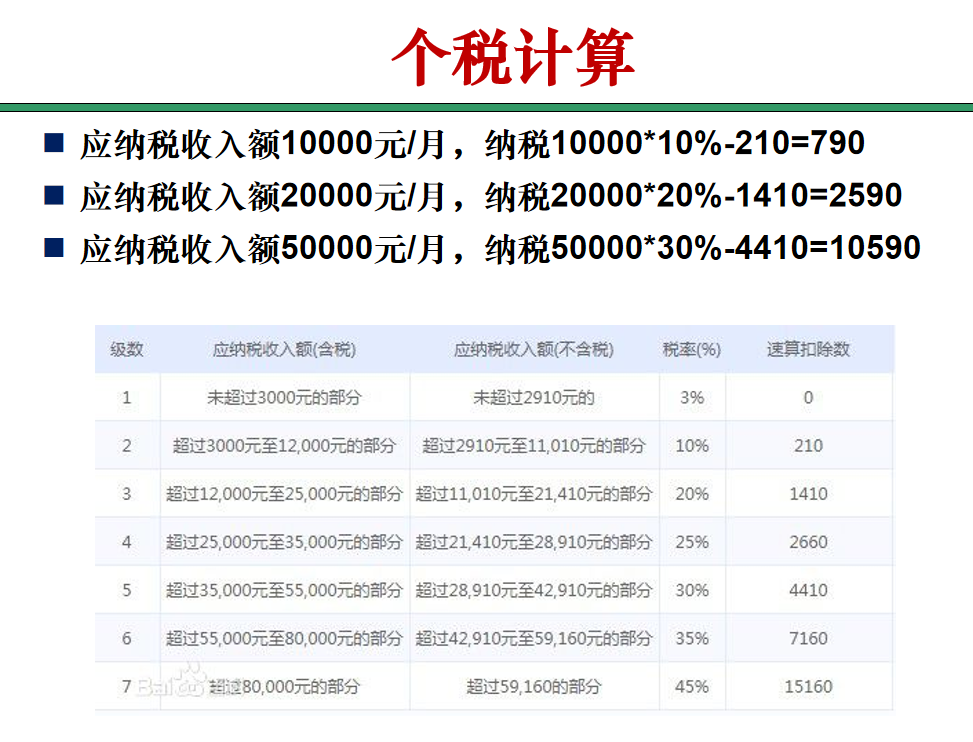 个税计算
应纳税收入额10000元/月，纳税10000*10%-210=790
应纳税收入额20000元/月，纳税20000*20%-1410=2590
应纳税收入额50000元/月，纳税50000*30%-4410=10590
级数 应纳税收入额(含税) 应纳税收入额(不含税) 税率(%) 速算扣除数
1 未超过3000元的部分 未超过2910元的 3% 0
2 超过3000元至12,000元的部分 超过2910元至11,010元的部分 10% 210
3 超过12,000元至25,000元的部分 超过11,010元至21,410元的部分 20% 1410
4 超过25,000元至35,000元的部分 超过21,410元至28,910元的部分 25% 2660
5 超过35,000元至55,000元的部分 超过28,910元至42,910元的部分 30% 4410
6 超过55,000元至80,000元的部分 超过42,910元至59,160元的部分 35% 7160
7 超过80,000元的部分 超过59,160的部分 45% 15160